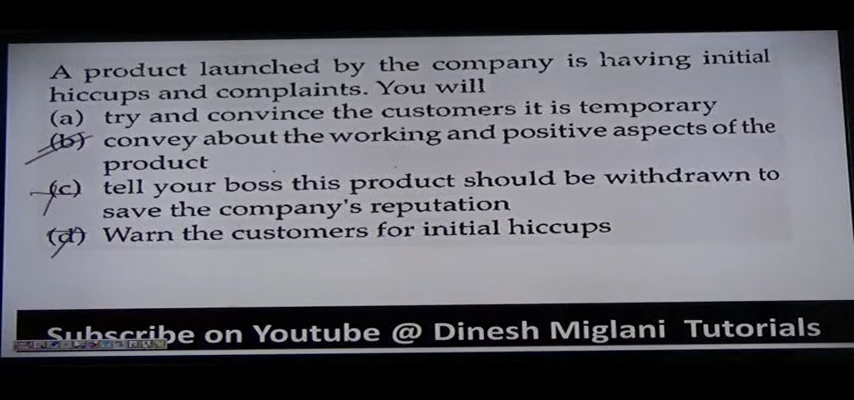 A product launched by the company is having initial
hiccups and complaints. You will
(a) try and convince the customers it is temporary
(b) convey about the working and positive aspects of the
product
(c) tell your boss this product should be withdrawn to
save the company's reputation
(d) Warn the customers for initial hiccups
Subscribe on Youtube @ Dinesh Miglani Tutorials